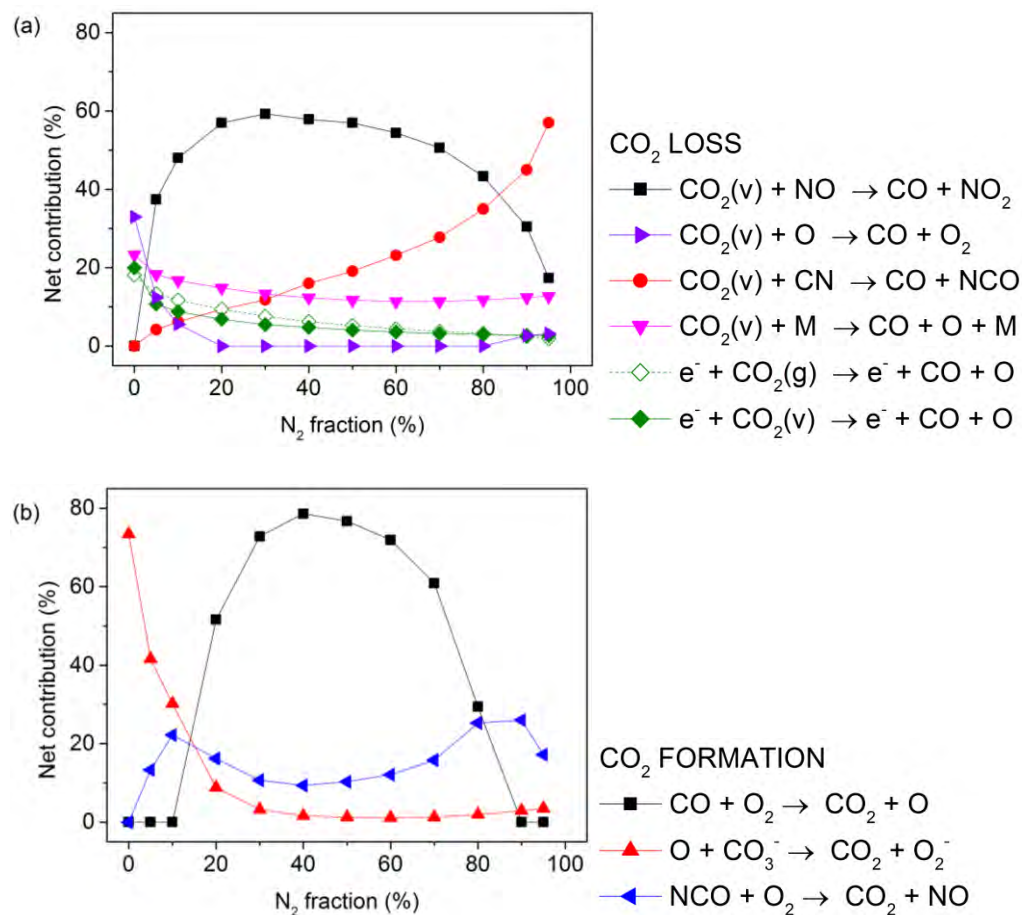 (a)
80
60
40
20
0
Net contribution (%)
0 20 40 60 80 100
N₂ fraction (%)
CO₂ LOSS
CO₂(v) + NO → CO + NO₂
CO₂(v) + O → CO + O₂
CO₂(v) + CN → CO + NCO
CO₂(v) + M → CO + O + M
e⁻ + CO₂(g) → e⁻ + CO + O
e⁻ + CO₂(v) → e⁻ + CO + O
(b)
80
60
40
20
0
Net contribution (%)
0 20 40 60 80 100
N₂ fraction (%)
CO₂ FORMATION
CO + O₂ → CO₂ + O
O + CO₃⁻ → CO₂ + O₂⁻
NCO + O₂ → CO₂ + NO